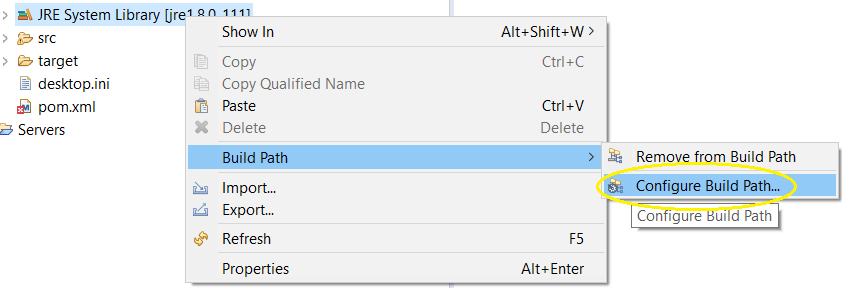 JRE System Library [jre1.8.0_111]
src
target
desktop.ini
pom.xml
Servers
Show In Alt+Shift+W
Copy Ctrl+C
Copy Qualified Name
Paste Ctrl+V
Delete Delete
Build Path
Import...
Export...
Refresh F5
Properties Alt+Enter
Remove from Build Path
Configure Build Path...
Configure Build Path